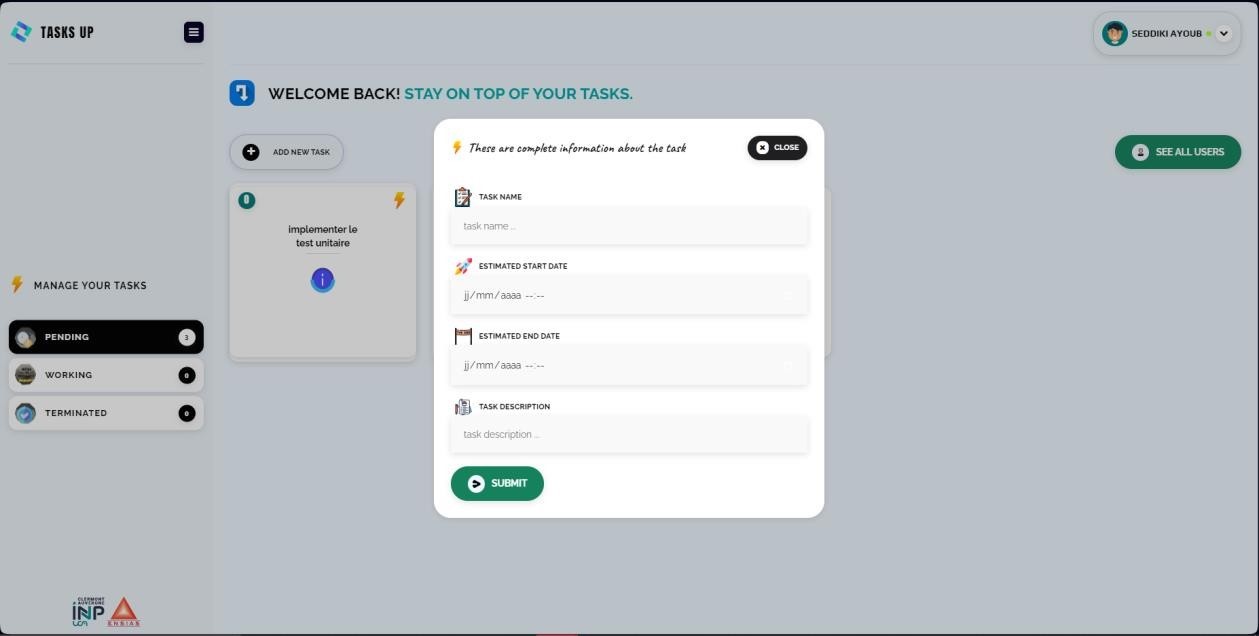 TASKS UP
SEDDIKI AYOUB
WELCOME BACK! STAY ON TOP OF YOUR TASKS.
ADD NEW TASK
SEE ALL USERS
0
implementer le
test unitaire
i
MANAGE YOUR TASKS
PENDING 3
WORKING 0
TERMINATED 0
These are complete information about the task
CLOSE
TASK NAME
task name ...
ESTIMATED START DATE
jj/mm/aaaa --:--
ESTIMATED END DATE
jj/mm/aaaa --:--
TASK DESCRIPTION
task description ...
SUBMIT
CLERMONT
AUVERGNE
INP
UCA
ENSIAS